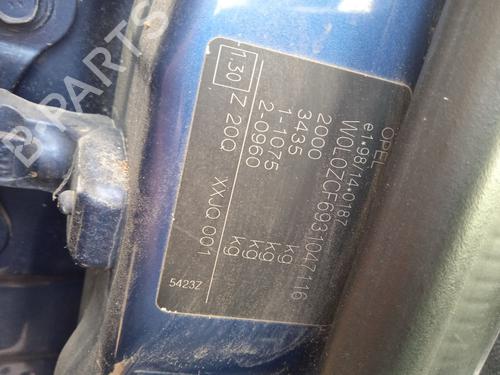 OPEL
e1*98/14*0187
W0L0ZCF6931047116
2000 kg
3435 kg
1-1075 kg
2-0960 kg
1.30 Z 20Q XXJQ 001
5423Z
B-PARTS